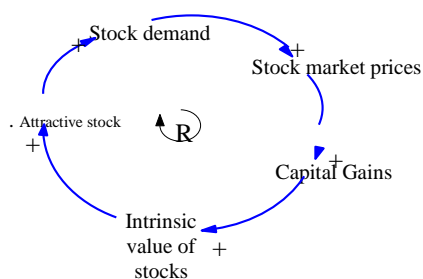 Stock demand
+
+
Stock market prices
. Attractive stock
R
+
+
Capital Gains
Intrinsic
value of
stocks
+